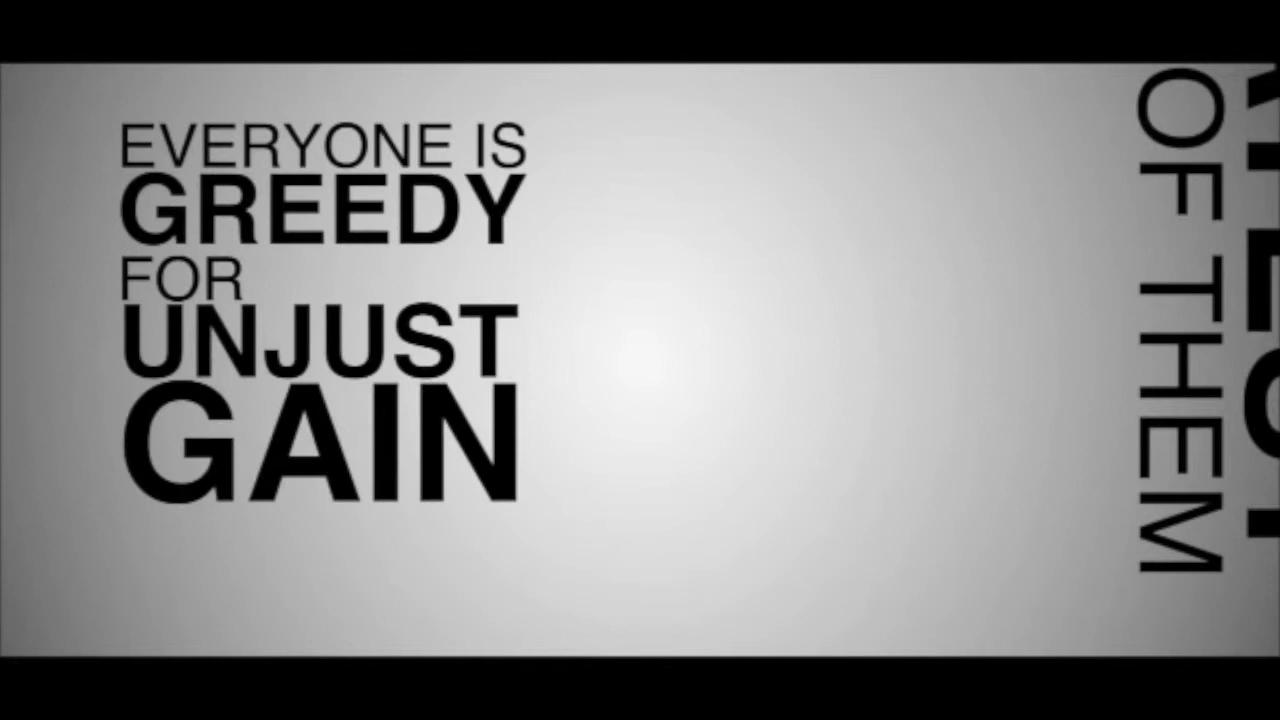 EVERYONE IS
GREEDY
FOR
UNJUST
GAIN
OF THEM